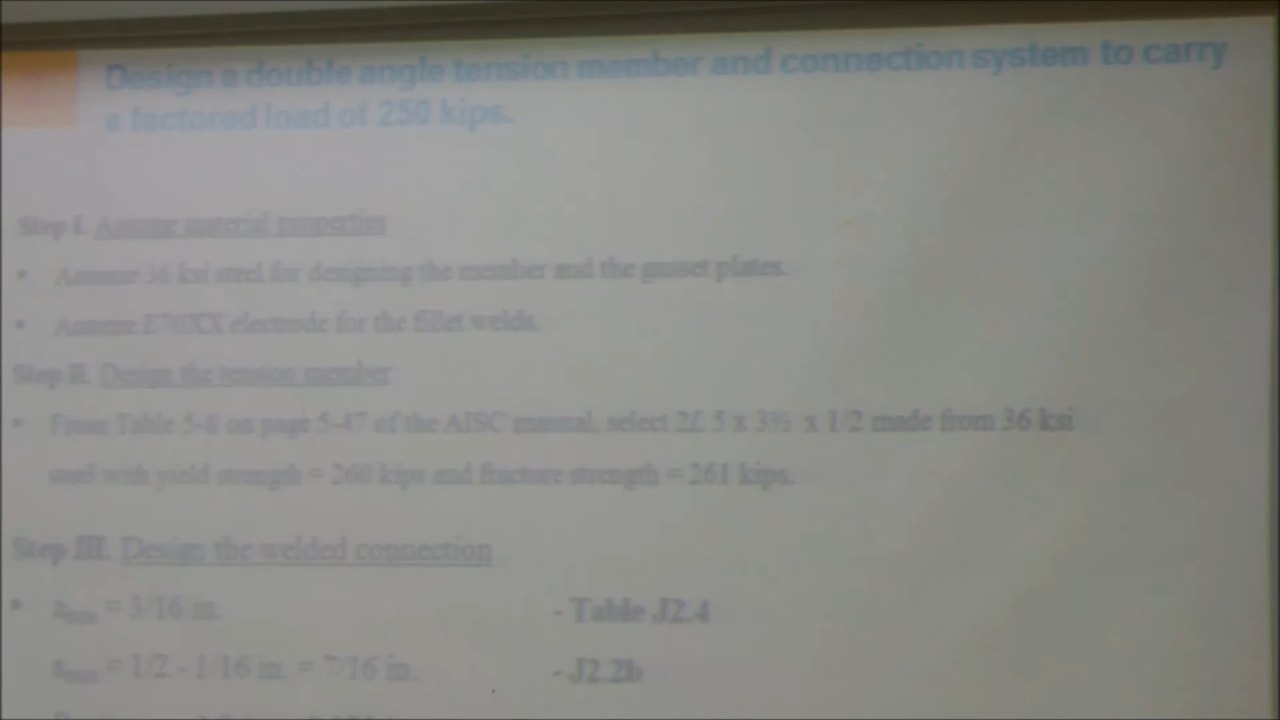 Design a double angle tension member and connection system to carry
a factored load of 250 kips.
Step I. Assume material properties
• Assume 36 ksi steel for designing the member and the gusset plates.
• Assume E70XX electrode for the fillet welds.
Step II. Design the tension member
• From Table 5-8 on page 5-47 of the AISC manual, select 2L 5 x 3½ x 1/2 made from 36 ksi
steel with yield strength = 260 kips and fracture strength = 261 kips.
Step III. Design the welded connection
• amin = 3/16 in. - Table J2.4
amax = 1/2 - 1/16 in. = 7/16 in. - J2.2b